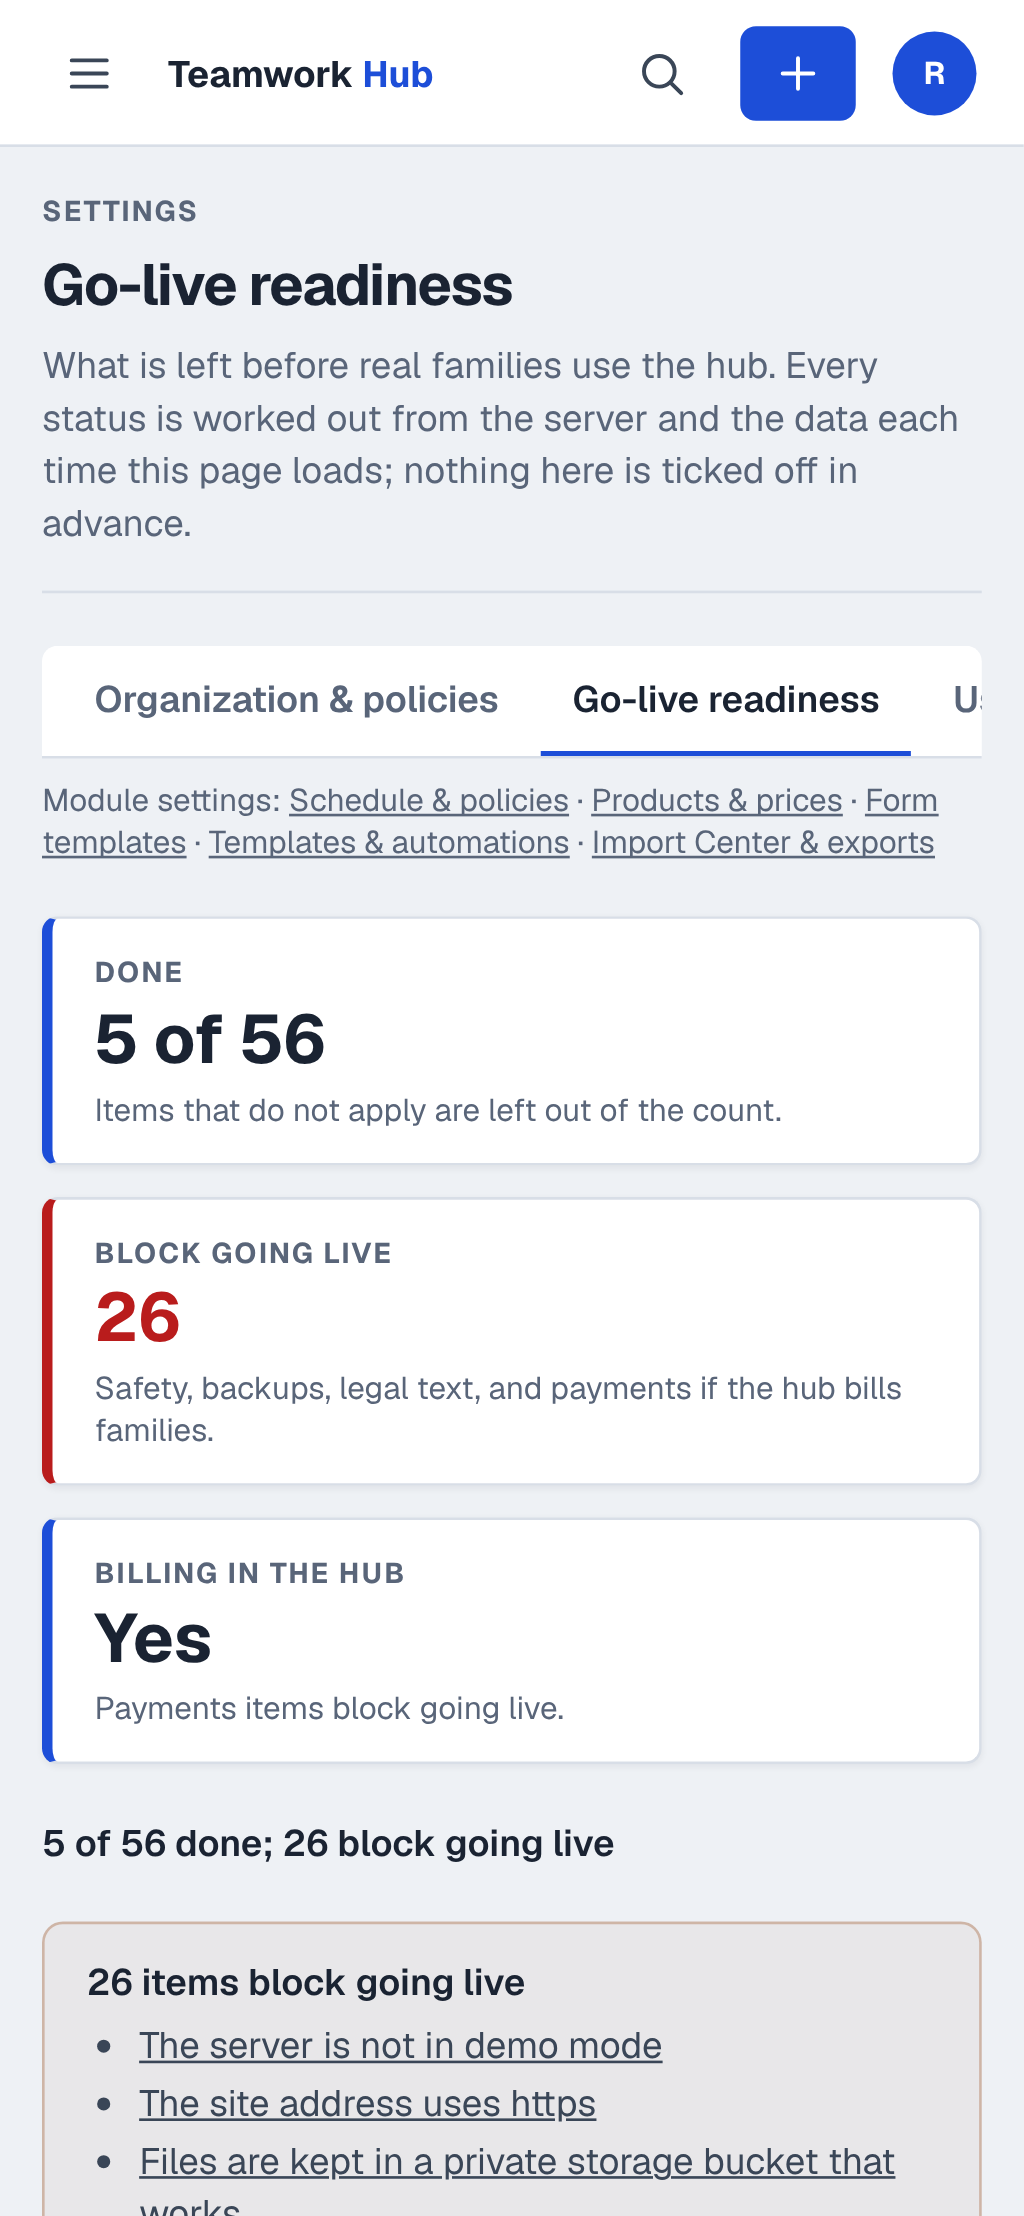 Teamwork Hub
R
SETTINGS
Go-live readiness
What is left before real families use the hub. Every
status is worked out from the server and the data each
time this page loads; nothing here is ticked off in
advance.
Organization & policies
Go-live readiness
Us
Module settings: Schedule & policies · Products & prices · Form
templates · Templates & automations · Import Center & exports
DONE
5 of 56
Items that do not apply are left out of the count.
BLOCK GOING LIVE
26
Safety, backups, legal text, and payments if the hub bills
families.
BILLING IN THE HUB
Yes
Payments items block going live.
5 of 56 done; 26 block going live
26 items block going live
• The server is not in demo mode
• The site address uses https
• Files are kept in a private storage bucket that
works